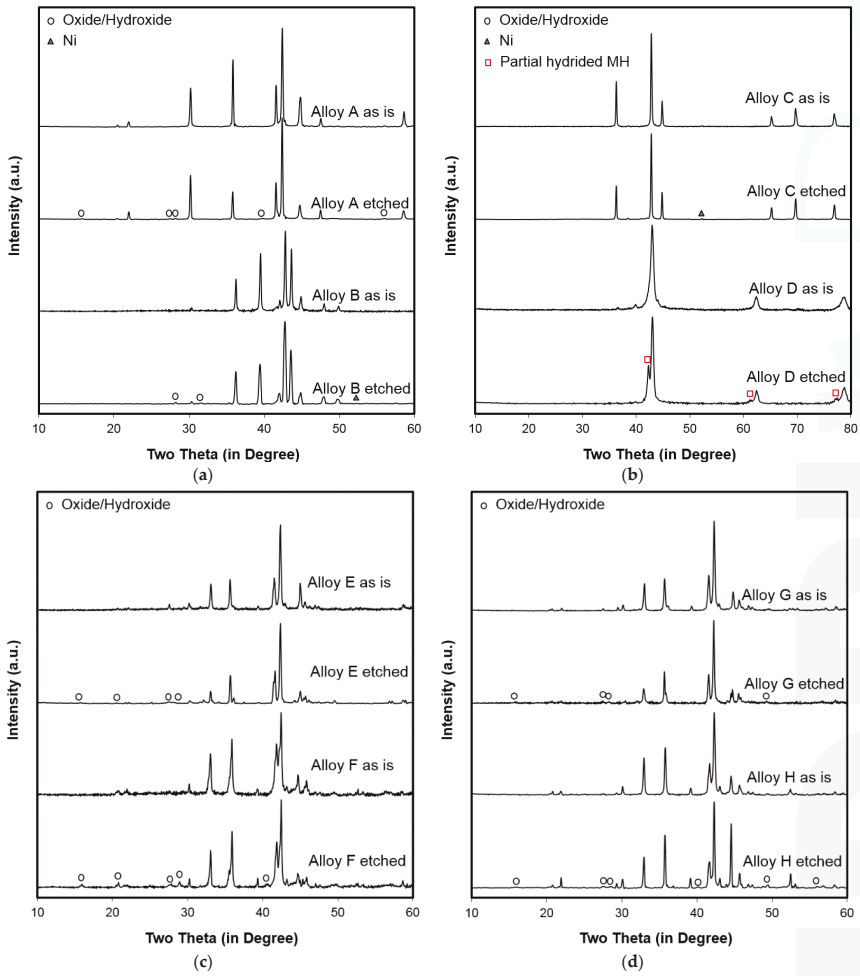 Oxide/Hydroxide
Ni
Alloy A as is
Alloy A etched
Alloy B as is
Alloy B etched
Intensity (a.u.)
10 20 30 40 50 60
Two Theta (in Degree)
(a)
Oxide/Hydroxide
Ni
Partial hydrided MH
Alloy C as is
Alloy C etched
Alloy D as is
Alloy D etched
Intensity (a.u.)
10 20 30 40 50 60 70 80
Two Theta (in Degree)
(b)
Oxide/Hydroxide
Alloy E as is
Alloy E etched
Alloy F as is
Alloy F etched
Intensity (a.u.)
10 20 30 40 50 60
Two Theta (in Degree)
(c)
Oxide/Hydroxide
Alloy G as is
Alloy G etched
Alloy H as is
Alloy H etched
Intensity (a.u.)
10 20 30 40 50 60
Two Theta (in Degree)
(d)